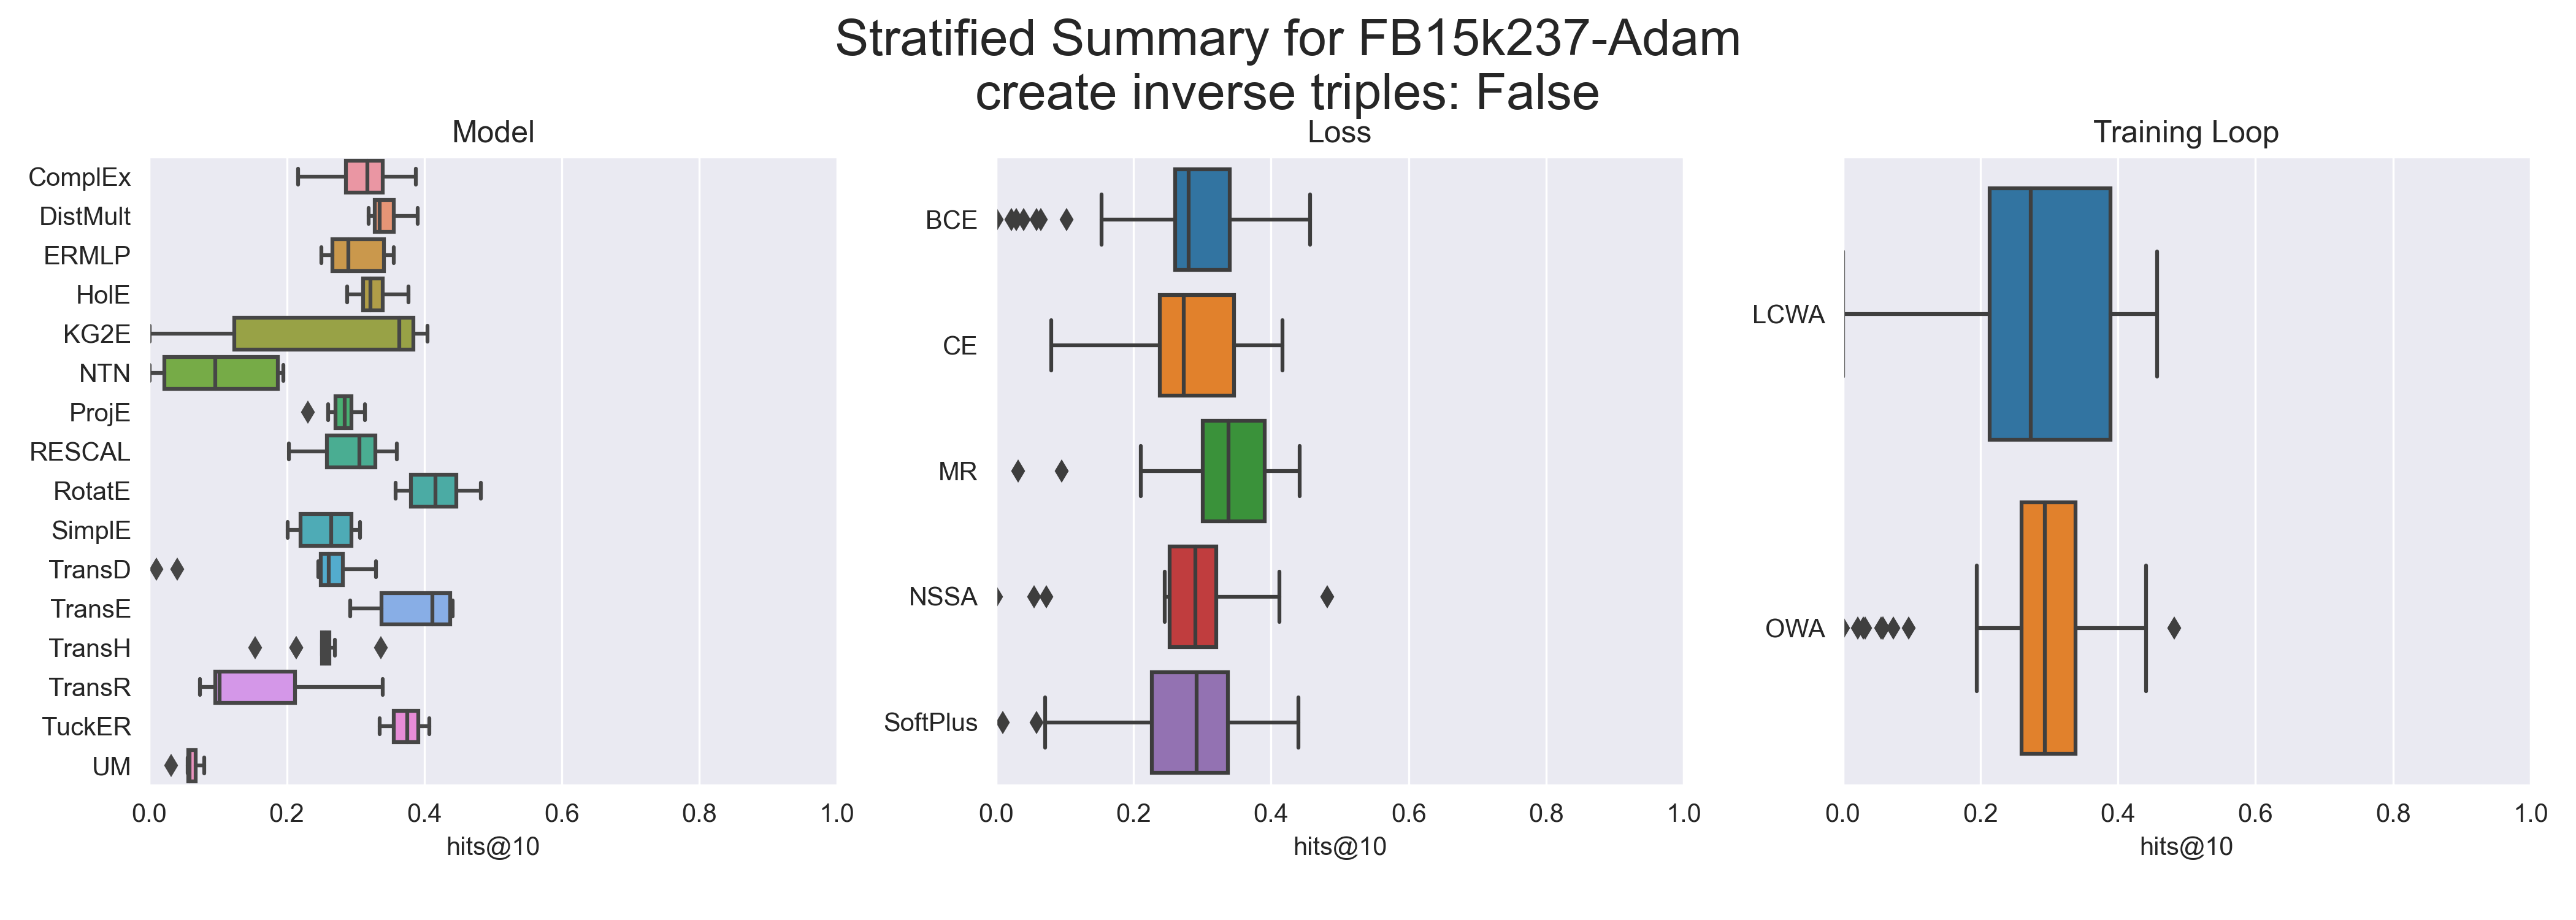 Stratified Summary for FB15k237-Adam
create inverse triples: False
Model
ComplEx
DistMult
ERMLP
HolE
KG2E
NTN
ProjE
RESCAL
RotatE
SimplE
TransD
TransE
TransH
TransR
TuckER
UM
0.0 0.2 0.4 0.6 0.8 1.0
hits@10
Loss
BCE
CE
MR
NSSA
SoftPlus
0.0 0.2 0.4 0.6 0.8 1.0
hits@10
Training Loop
LCWA
OWA
0.0 0.2 0.4 0.6 0.8 1.0
hits@10